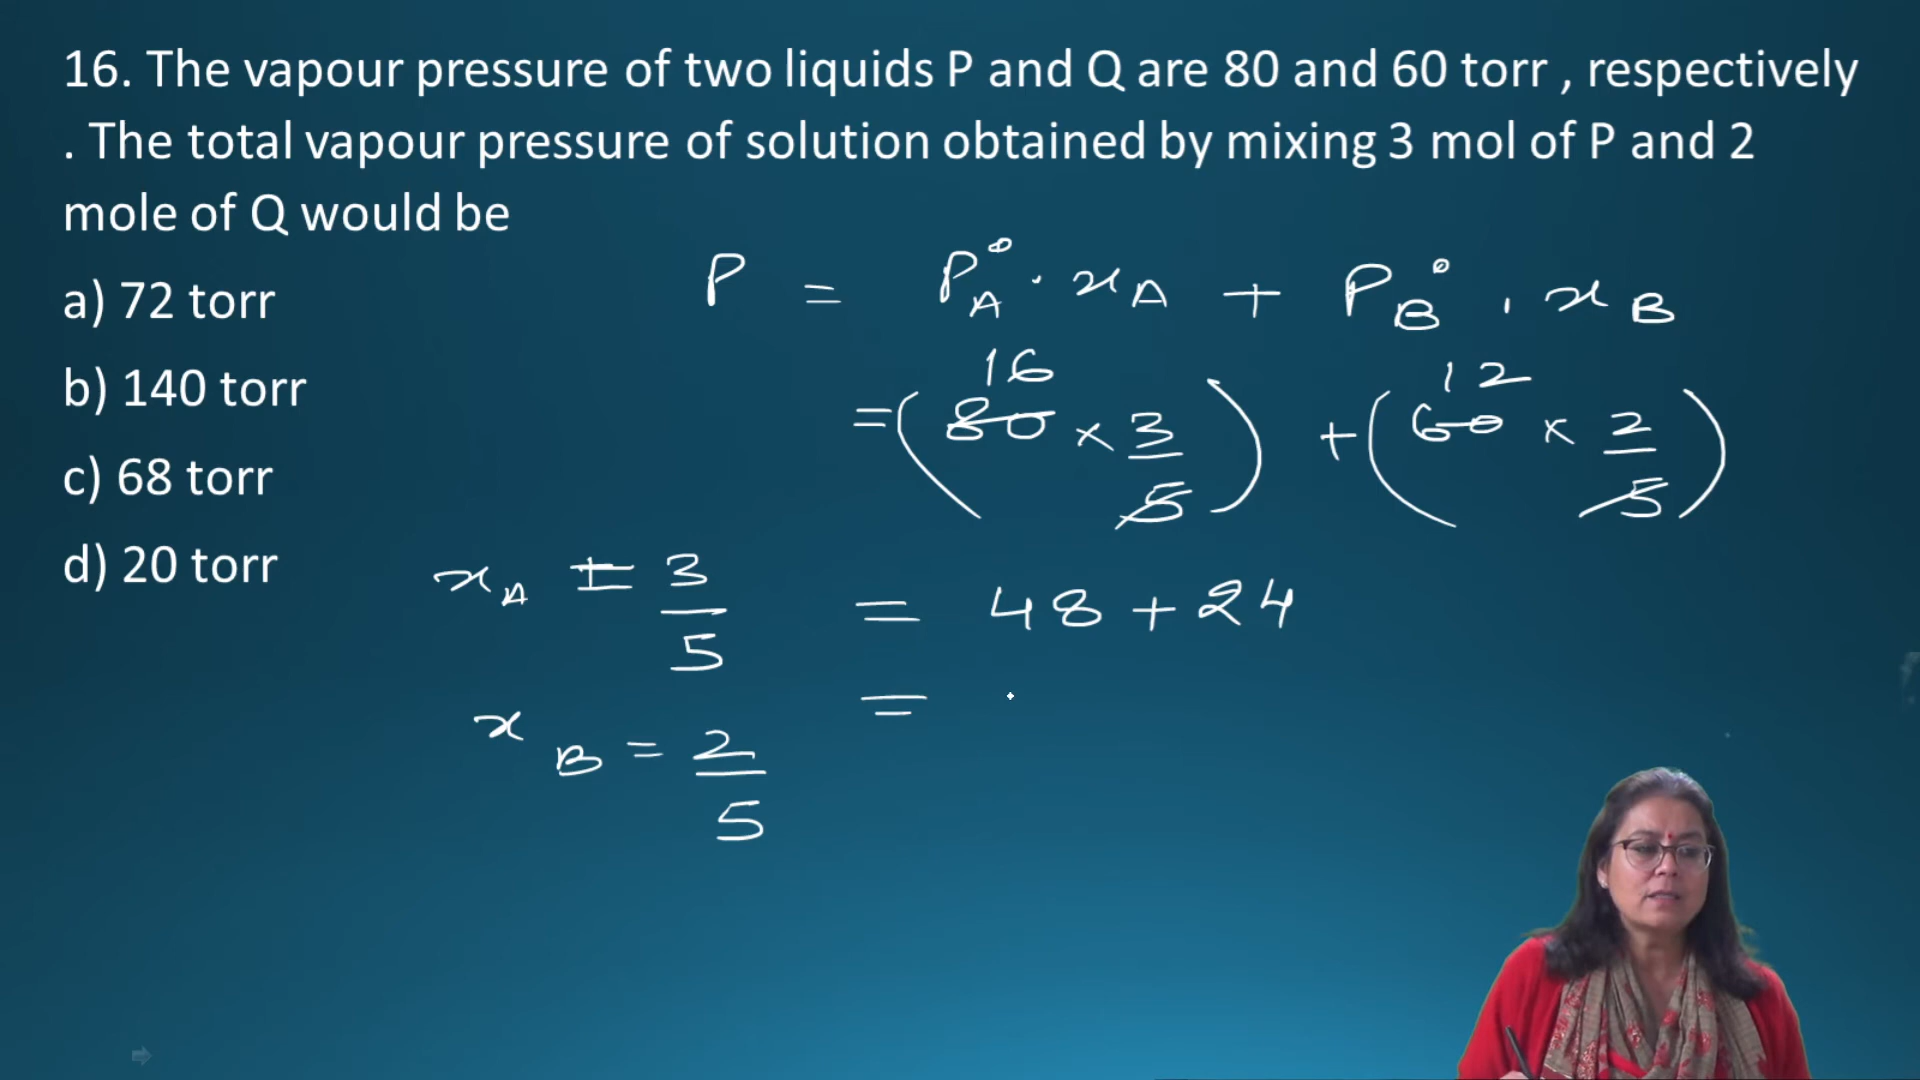 16. The vapour pressure of two liquids P and Q are 80 and 60 torr , respectively
. The total vapour pressure of solution obtained by mixing 3 mol of P and 2
mole of Q would be
a) 72 torr
b) 140 torr
c) 68 torr
d) 20 torr
P = P°A . xA + P°B . xB
16 12
= ( 80 × 3/5 ) + ( 60 × 2/5 )
= 48 + 24
=
xA = 3/5
xB = 2/5